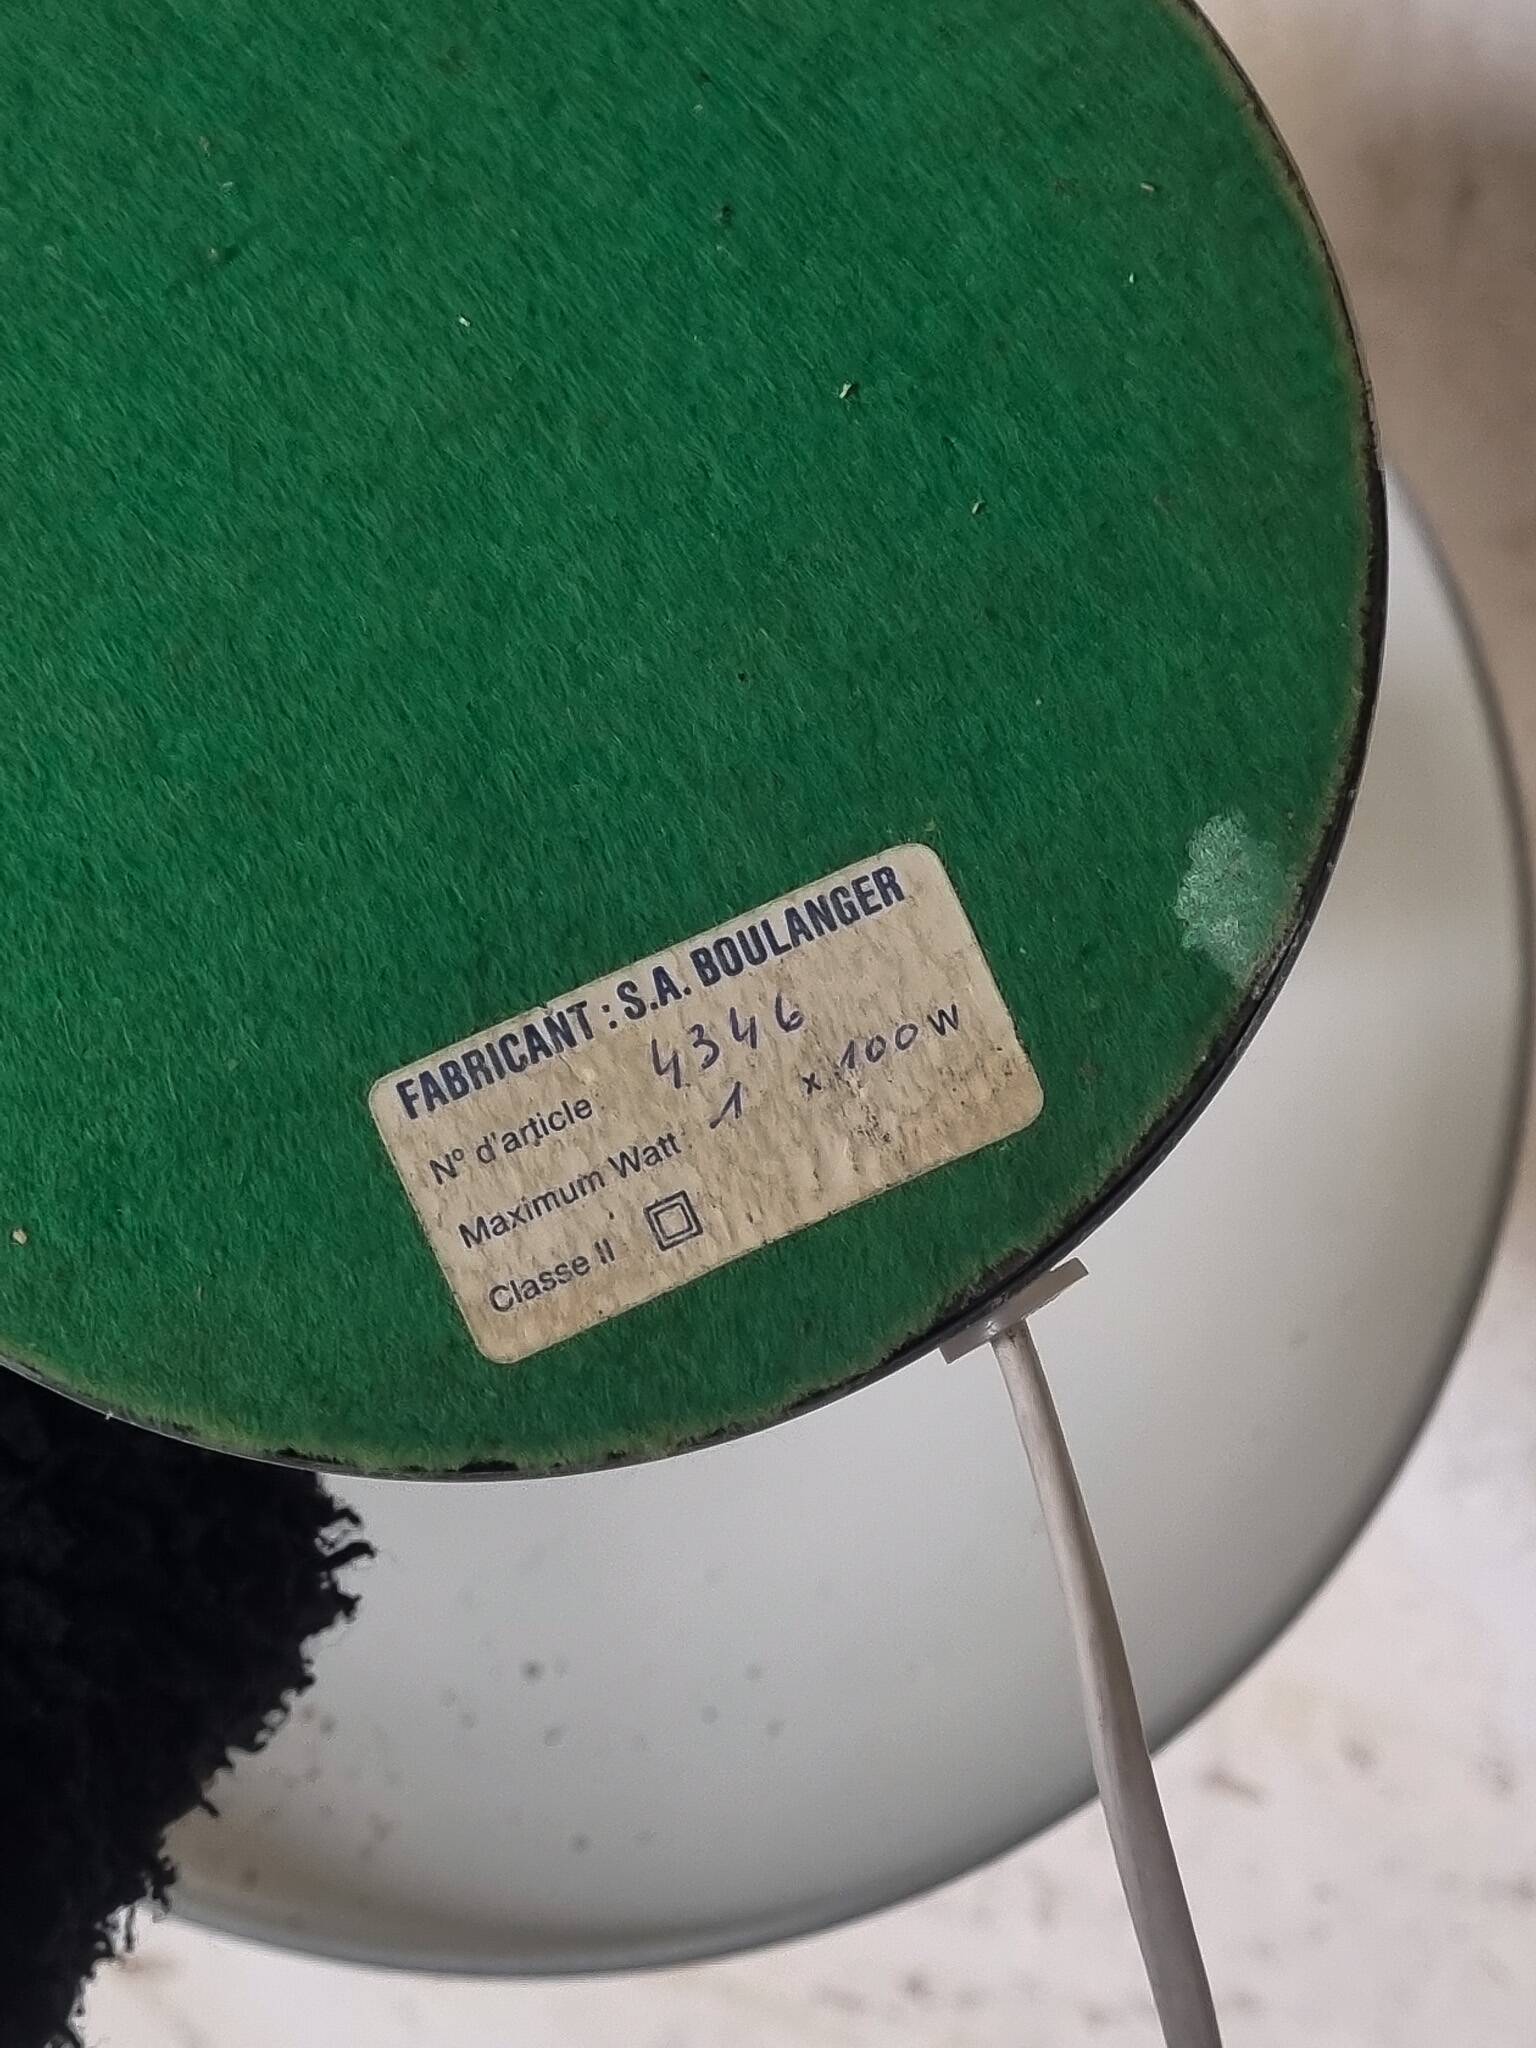 FABRICANT : S.A. BOULANGER
N° d'article 4346
Maximum Watt: 1 x 100 W
Classe II